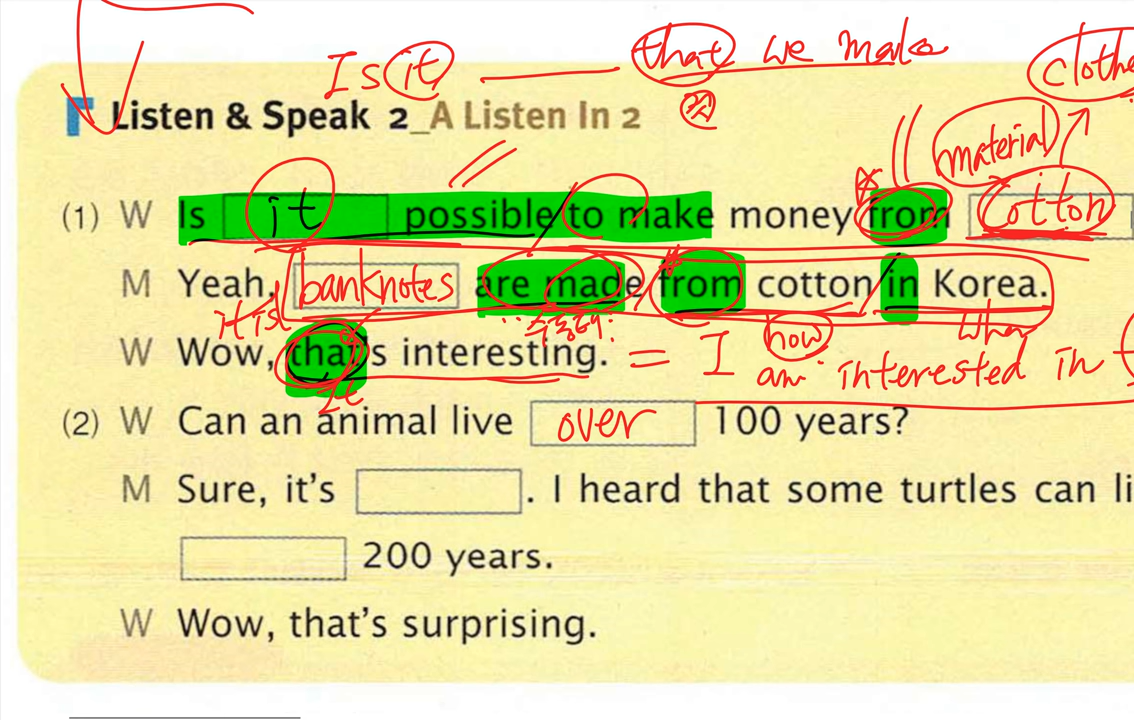 Is it that we make
clothe
Listen & Speak 2_A Listen In 2
material
(1) W Is it possible to make money from cotton
M Yeah, banknotes are made from cotton in Korea.
it is how
W Wow, that's interesting. = I am interested in
It
(2) W Can an animal live over 100 years?
M Sure, it's . I heard that some turtles can li
200 years.
W Wow, that's surprising.